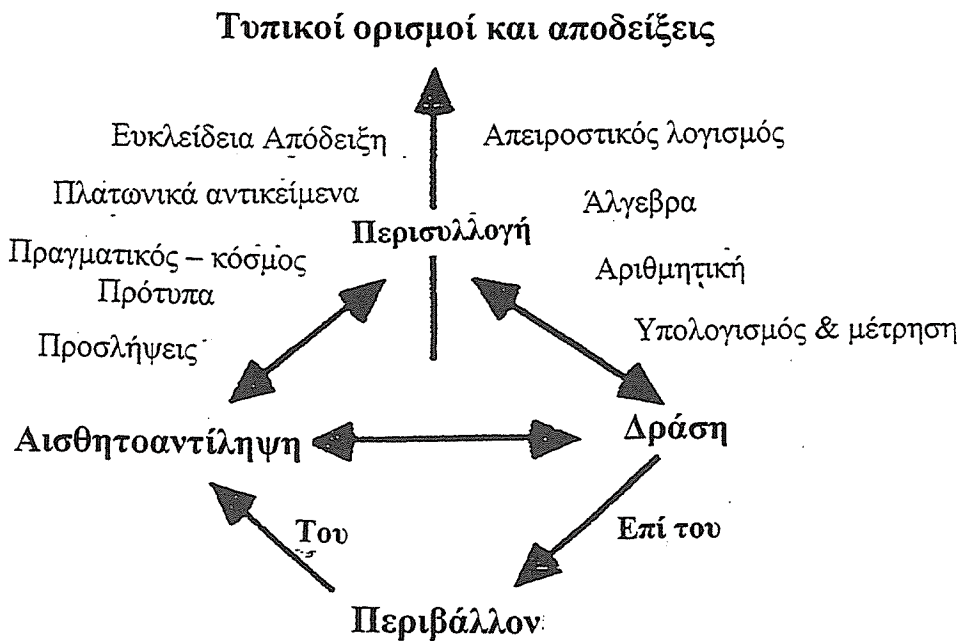 Τυπικοί ορισμοί και αποδείξεις
Ευκλείδεια Απόδειξη
Απειροστικός λογισμός
Πλατωνικά αντικείμενα
Άλγεβρα
Περισυλλογή
Πραγματικός – κόσμος
Πρότυπα
Αριθμητική
Προσλήψεις
Υπολογισμός & μέτρηση
Αισθητοαντίληψη
Δράση
Του
Επί του
Περιβάλλον